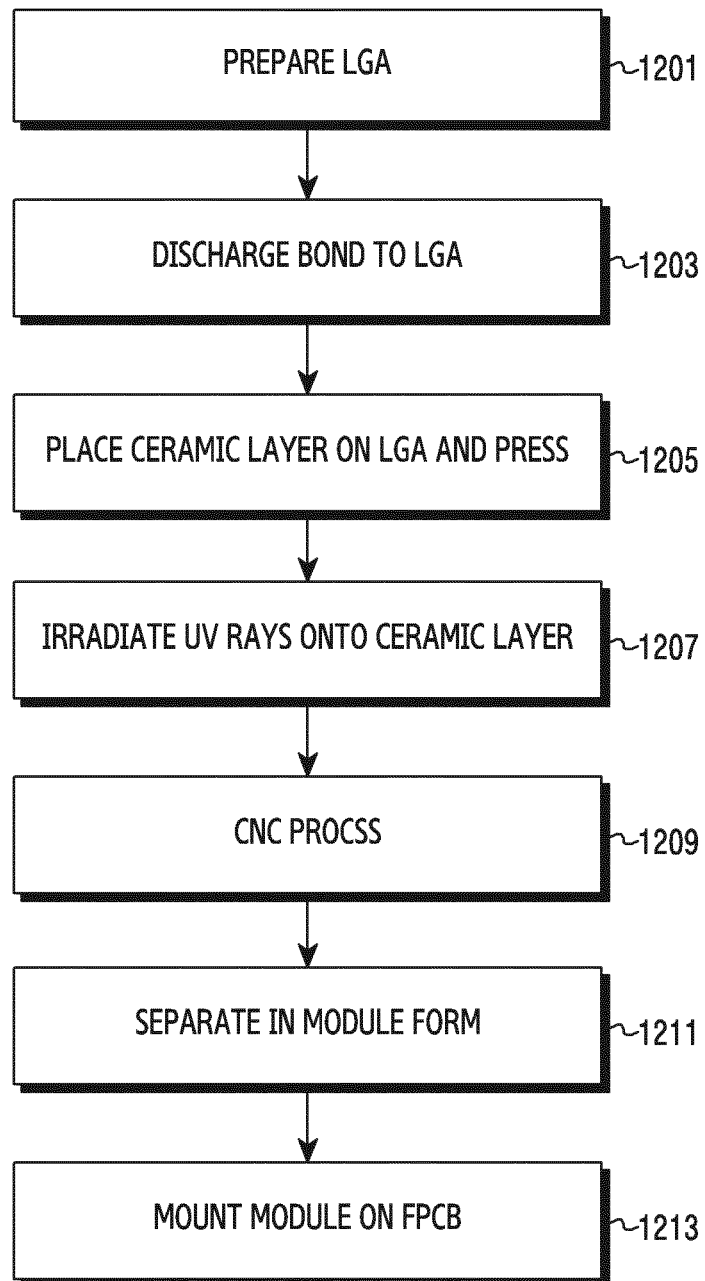 PREPARE LGA
1201
DISCHARGE BOND TO LGA
1203
PLACE CERAMIC LAYER ON LGA AND PRESS
1205
IRRADIATE UV RAYS ONTO CERAMIC LAYER
1207
CNC PROCSS
1209
SEPARATE IN MODULE FORM
1211
MOUNT MODULE ON FPCB
1213